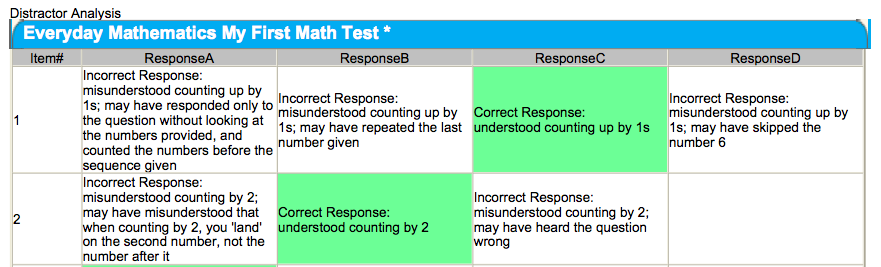 Distractor Analysis
Everyday Mathematics My First Math Test *
Item# ResponseA ResponseB ResponseC ResponseD
1
Incorrect Response:
misunderstood counting up by
1s; may have responded only to
the question without looking at
the numbers provided, and
counted the numbers before the
sequence given
Incorrect Response:
misunderstood counting up by
1s; may have repeated the last
number given
Correct Response:
understood counting up by 1s
Incorrect Response:
misunderstood counting up by
1s; may have skipped the
number 6
2
Incorrect Response:
misunderstood counting by 2;
may have misunderstood that
when counting by 2, you 'land'
on the second number, not the
number after it
Correct Response:
understood counting by 2
Incorrect Response:
misunderstood counting by 2;
may have heard the question
wrong